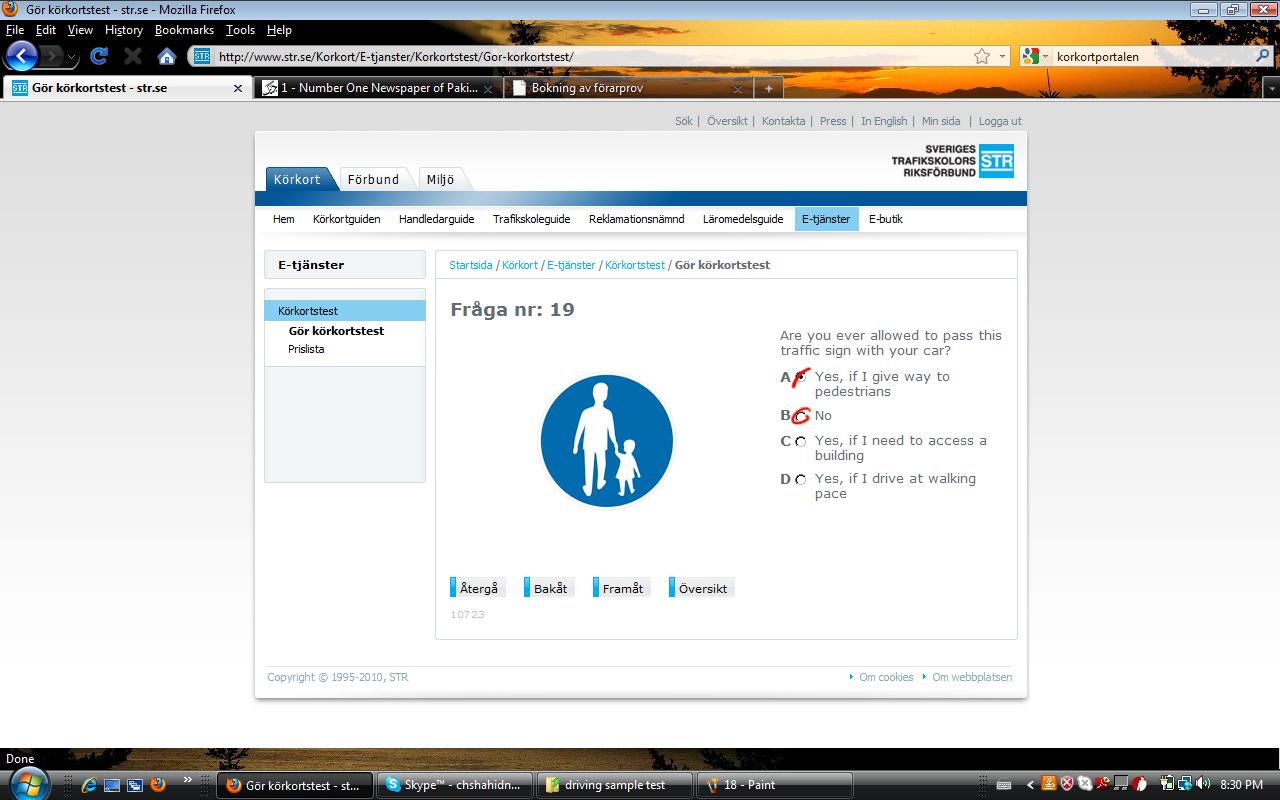 Gör körkortstest - str.se - Mozilla Firefox
File Edit View History Bookmarks Tools Help
STR http://www.str.se/Korkort/E-tjanster/Korkortstest/Gor-korkortstest/ korkortportalen
STR Gör körkortstest - str.se 1 - Number One Newspaper of Paki... Bokning av förarprov
Sök | Översikt | Kontakta | Press | In English | Min sida | Logga ut
SVERIGES
TRAFIKSKOLORS STR
RIKSFÖRBUND
Körkort Förbund Miljö
Hem Körkortguiden Handledarguide Trafikskoleguide Reklamationsnämnd Läromedelsguide E-tjänster E-butik
E-tjänster
Körkortstest
Gör körkortstest
Prislista
Startsida / Körkort / E-tjänster / Körkortstest / Gör körkortstest
Fråga nr: 19
Are you ever allowed to pass this
traffic sign with your car?
A Yes, if I give way to
pedestrians
B No
C Yes, if I need to access a
building
D Yes, if I drive at walking
pace
Återgå Bakåt Framåt Översikt
10723
Copyright © 1995-2010, STR Om cookies Om webbplatsen
Done
Gör körkortstest - st... Skype™ - chshahidn... driving sample test 18 - Paint 8:30 PM